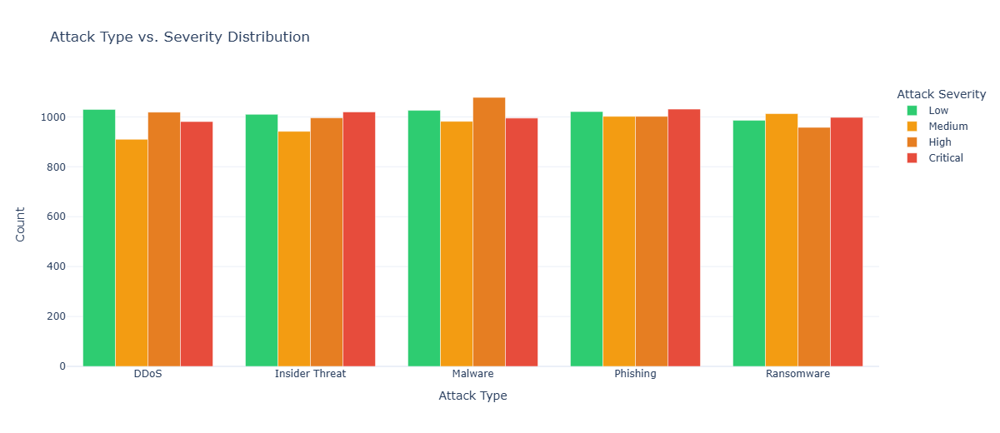 Attack Type vs. Severity Distribution
Attack Severity
Low
Medium
High
Critical
Count
1000
800
600
400
200
0
DDoS
Insider Threat
Malware
Phishing
Ransomware
Attack Type